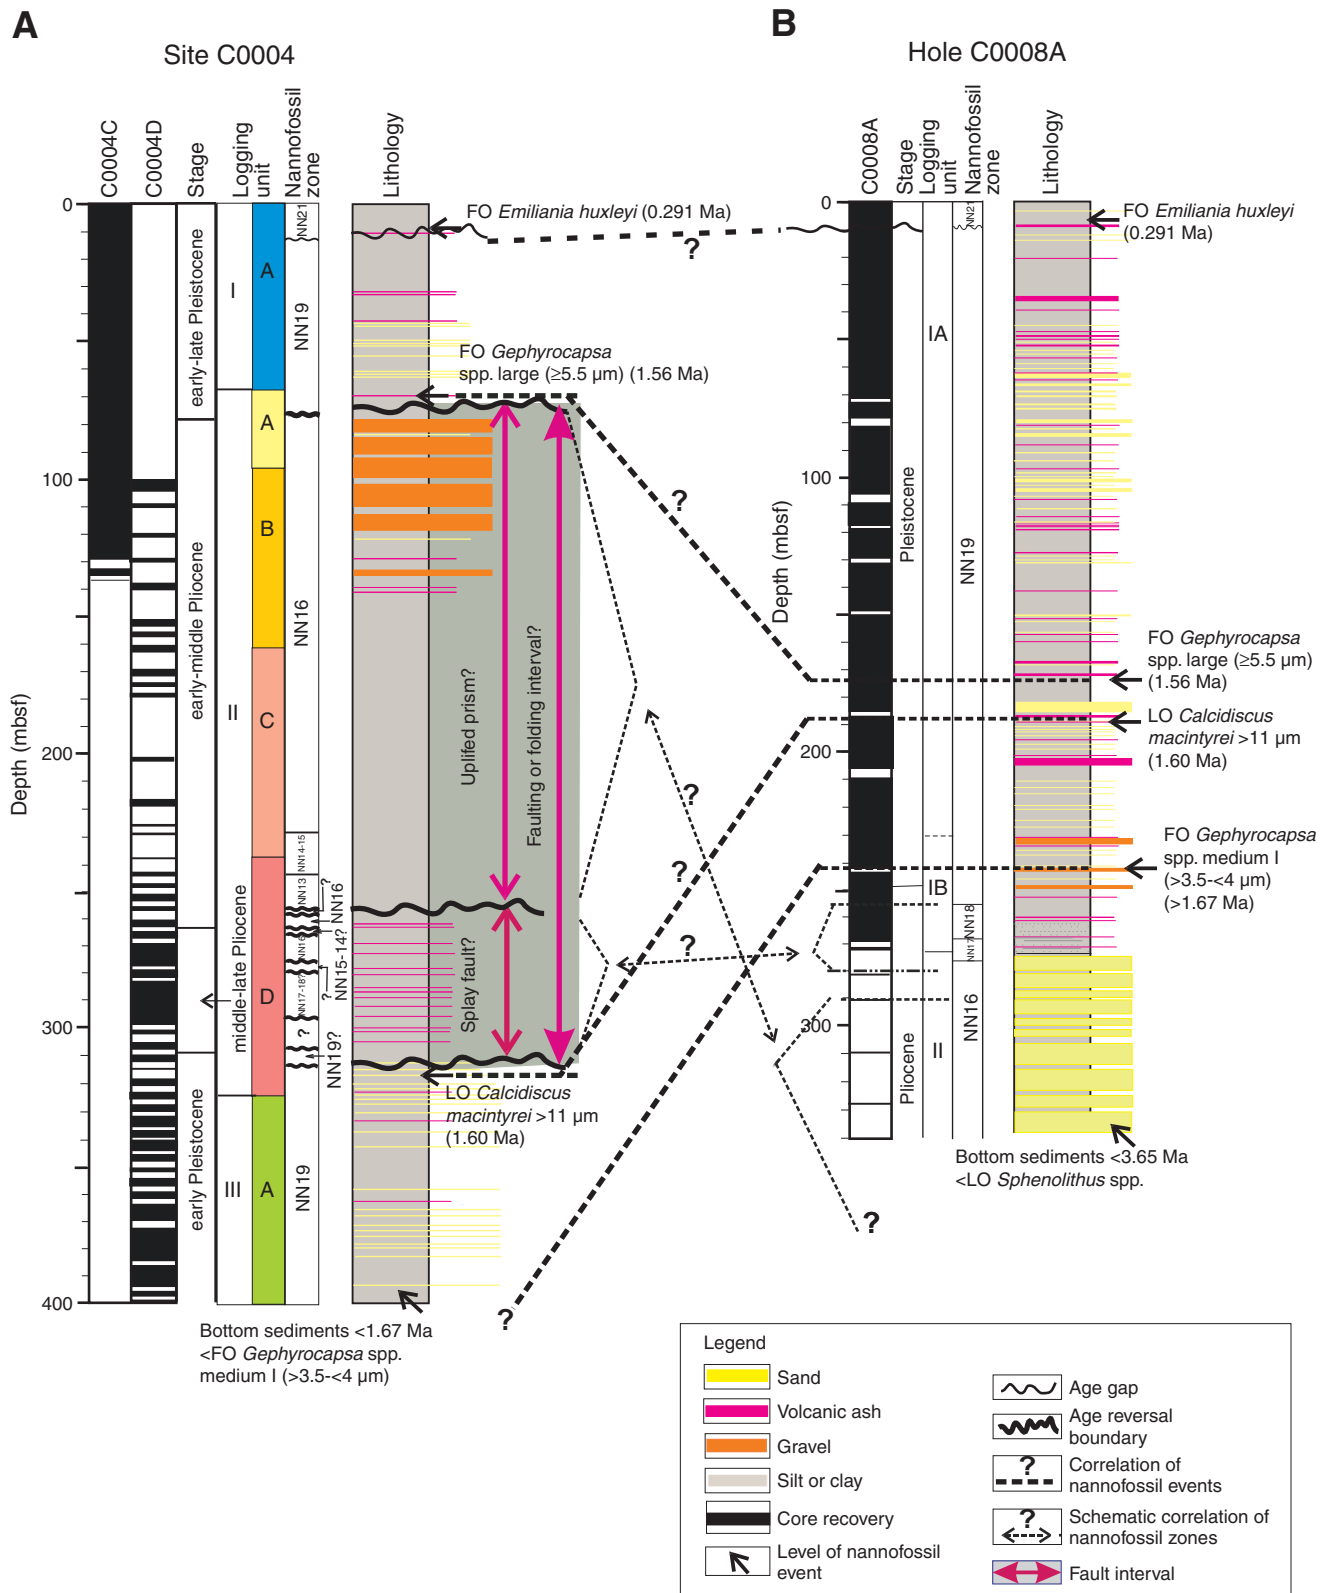 A
Site C0004
C0004C
C0004D
Stage
Logging
unit
Nannofossil
zone
Lithology
0
100
200
300
400
Depth (mbsf)
early-late Pleistocene
early-middle Pliocene
middle-late Pliocene
early Pleistocene
I
II
III
A
A
B
C
D
A
NN21
NN19
NN16
NN14-15
NN13
?
NN16
NN16
NN15-14?
NN17-18?
?
?
NN19?
NN19
FO Emiliania huxleyi (0.291 Ma)
?
FO Gephyrocapsa
spp. large (≥5.5 µm) (1.56 Ma)
?
Uplifed prism?
Faulting or folding interval?
Splay fault?
?
?
?
LO Calcidiscus
macintyrei >11 µm
(1.60 Ma)
?
?
Bottom sediments <1.67 Ma
<FO Gephyrocapsa spp.
medium I (>3.5-<4 µm)
B
Hole C0008A
C0008A
Stage
Logging
unit
Nannofossil
zone
Lithology
0
100
200
300
Depth (mbsf)
Pleistocene
Pliocene
IA
IB
II
NN21
NN19
NN18
NN17
NN16
FO Emiliania huxleyi
(0.291 Ma)
FO Gephyrocapsa
spp. large (≥5.5 µm)
(1.56 Ma)
LO Calcidiscus
macintyrei >11 µm
(1.60 Ma)
FO Gephyrocapsa
spp. medium I
(>3.5-<4 µm)
(>1.67 Ma)
Bottom sediments <3.65 Ma
<LO Sphenolithus spp.
Legend
Sand
Volcanic ash
Gravel
Silt or clay
Core recovery
Level of nannofossil
event
Age gap
Age reversal
boundary
?
Correlation of
nannofossil events
?
Schematic correlation of
nannofossil zones
Fault interval